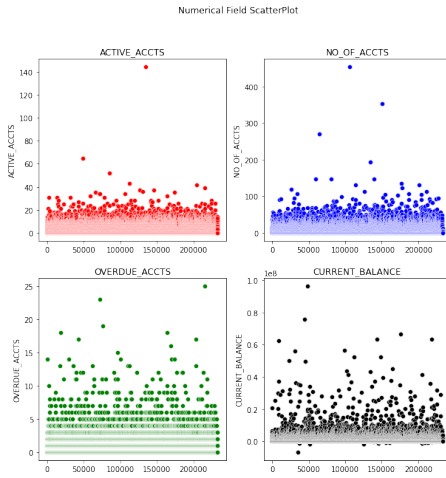 Numerical Field ScatterPlot
ACTIVE_ACCTS
NO_OF_ACCTS
140
120
100
80
60
40
20
0
ACTIVE_ACCTS
0 50000 100000 150000 200000
400
300
200
100
0
NO_OF_ACCTS
0 50000 100000 150000 200000
OVERDUE_ACCTS
CURRENT_BALANCE
25
20
15
10
5
0
OVERDUE_ACCTS
0 50000 100000 150000 200000
1e8
1.0
0.8
0.6
0.4
0.2
0.0
CURRENT_BALANCE
0 50000 100000 150000 200000